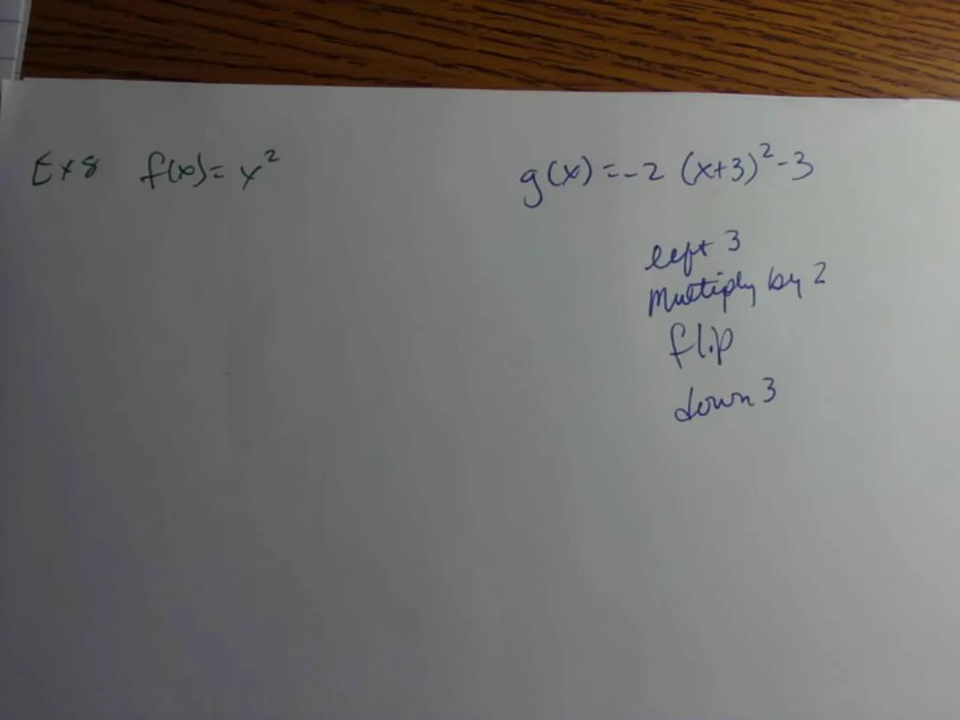 Ex 8 f(x) = x² g(x) = -2 (x+3)² - 3
left 3
Multiply by 2
flip
down 3